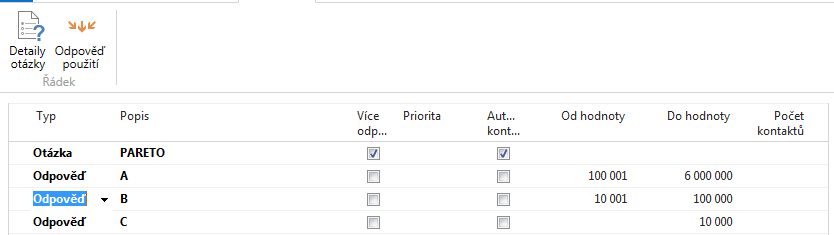 Detaily otázky
Odpověď použití
Řádek
Typ Popis Více odp... Priorita Aut... kont... Od hodnoty Do hodnoty Počet kontaktů
Otázka PARETO
Odpověď A 100 001 6 000 000
Odpověď B 10 001 100 000
Odpověď C 10 000